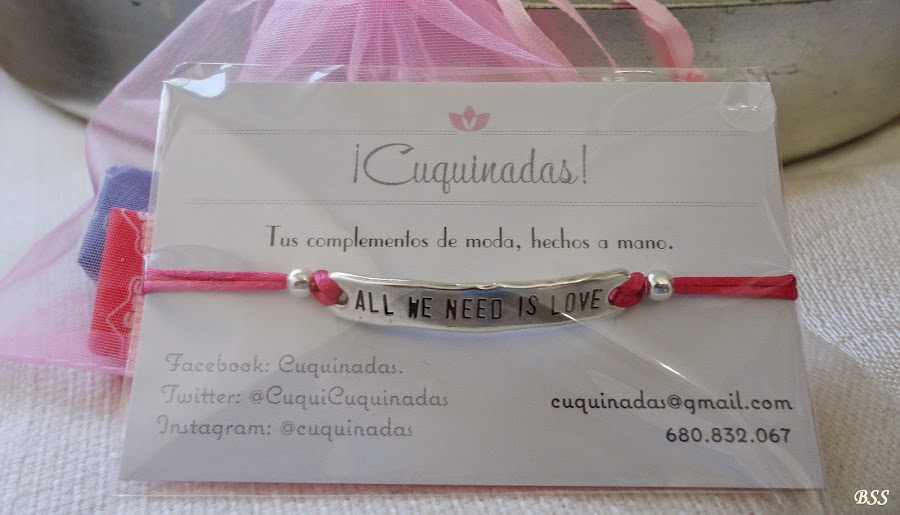 ¡Cuquinadas!
Tus complementos de moda, hechos a mano.
ALL WE NEED IS LOVE
Facebook: Cuquinadas.
Twitter: @CuquiCuquinadas
Instagram: @cuquinadas
cuquinadas@gmail.com
680.832.067
BSS